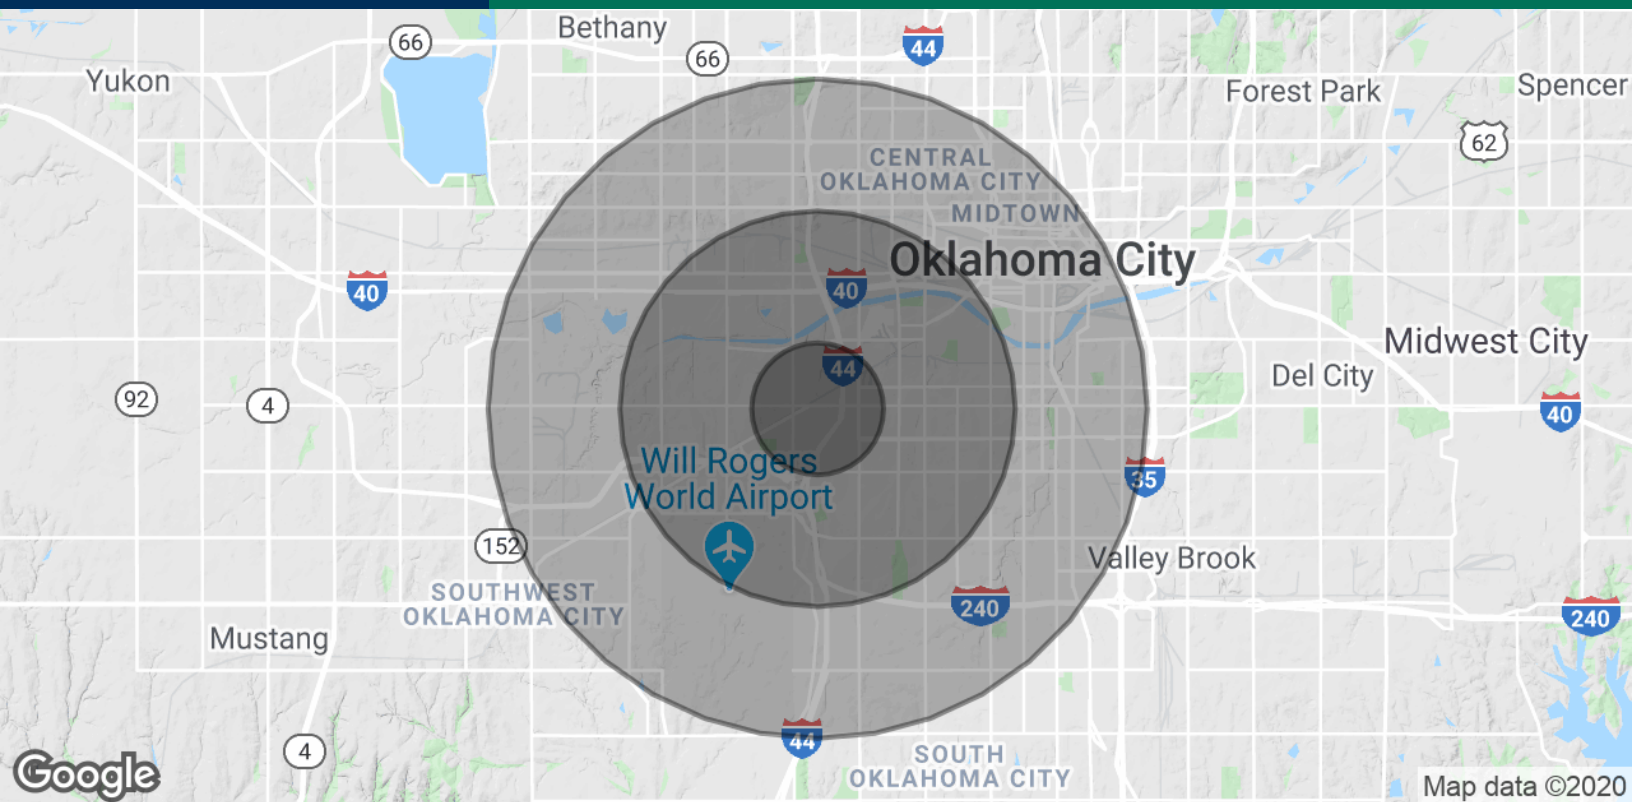 Bethany
66
66
44
Yukon
Forest Park
Spencer
62
CENTRAL
OKLAHOMA CITY
MIDTOWN
Oklahoma City
40
40
Midwest City
44
Del City
92
4
40
Will Rogers
World Airport
35
152
Valley Brook
SOUTHWEST
OKLAHOMA CITY
240
240
Mustang
44
4
SOUTH
OKLAHOMA CITY
Google
Map data ©2020